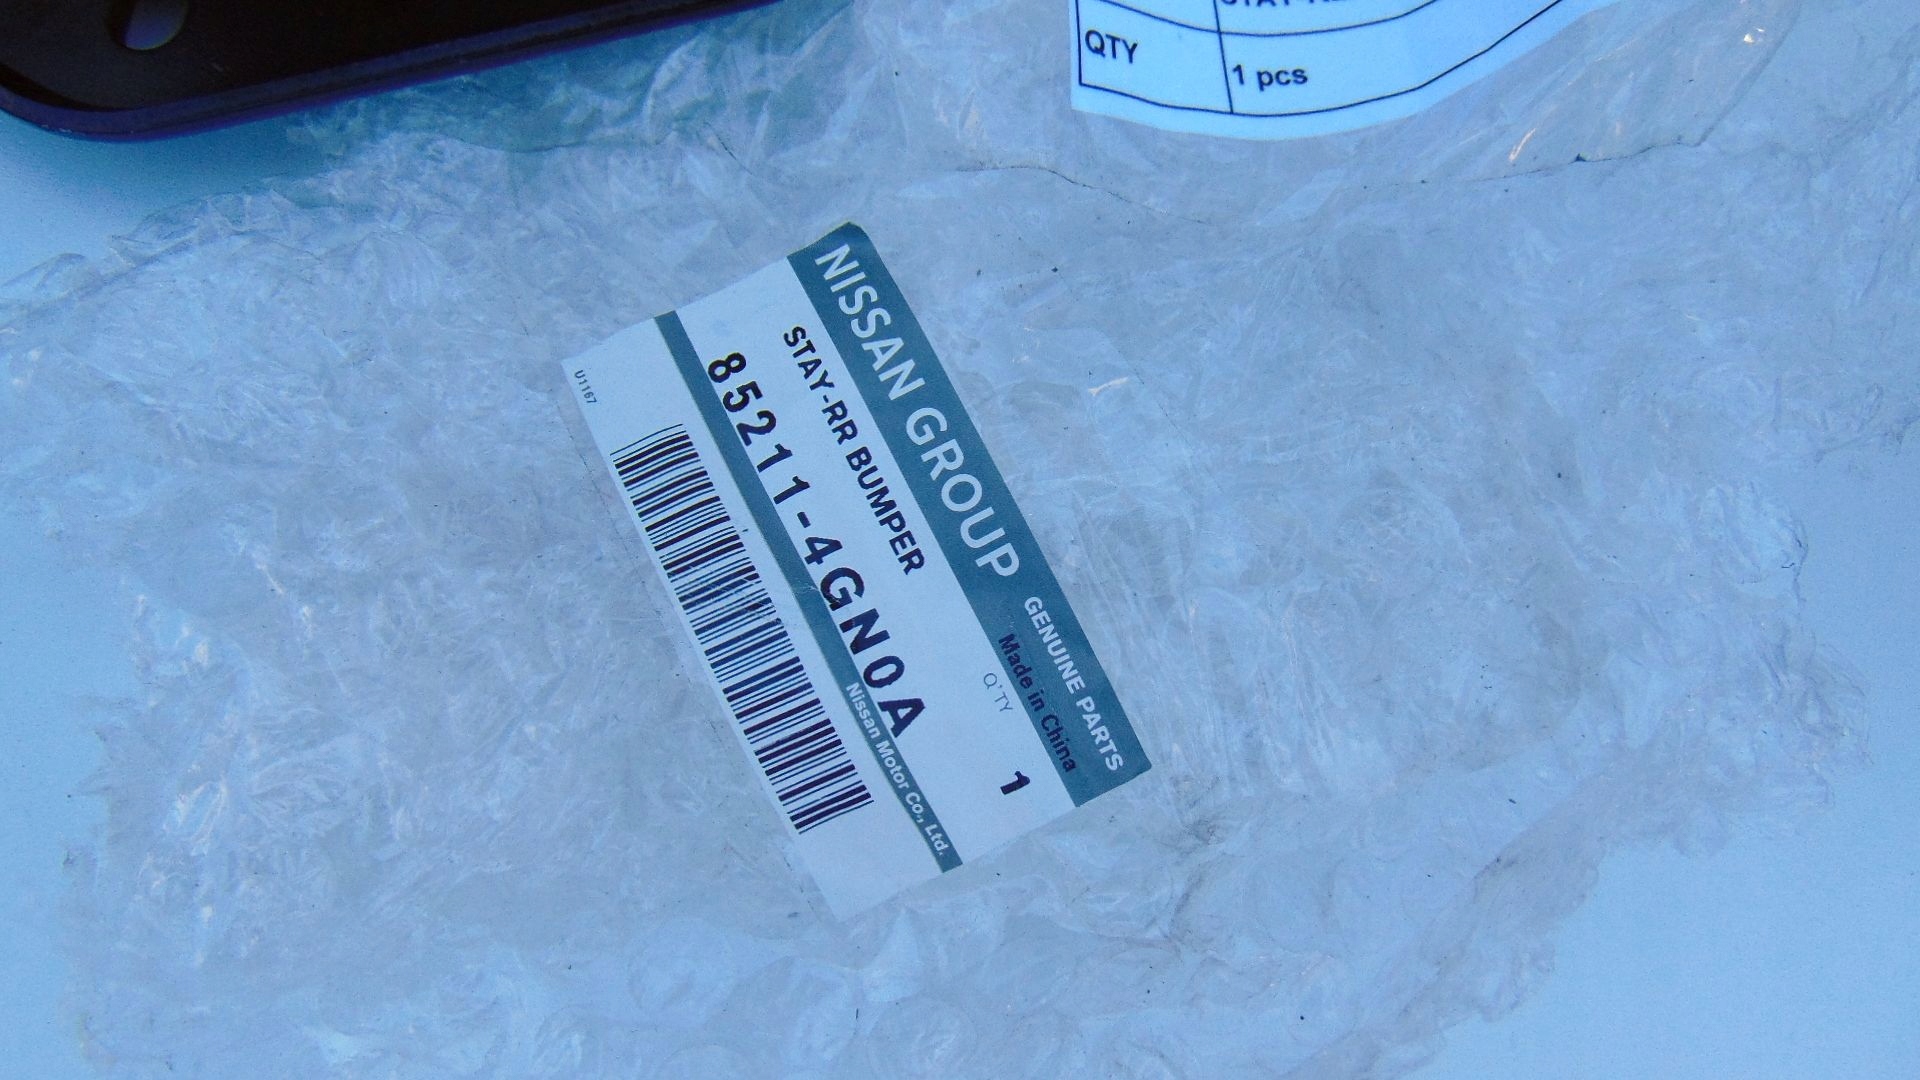 QTY
1 pcs
NISSAN GROUP GENUINE PARTS
Made in China
STAY-RR BUMPER
Q'TY
1
85211-4GN0A
Nissan Motor Co., Ltd.
U1167